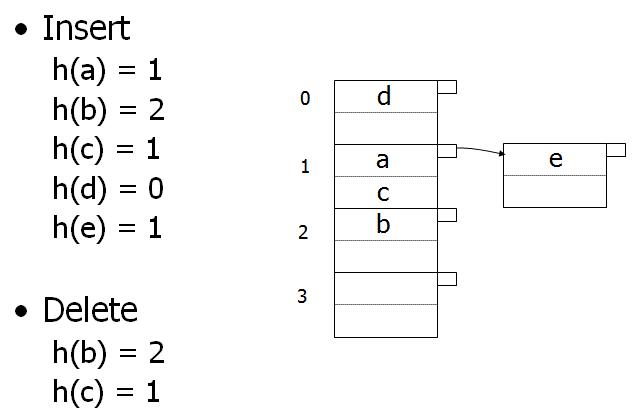 • Insert
h(a) = 1
h(b) = 2
h(c) = 1
h(d) = 0
h(e) = 1
• Delete
h(b) = 2
h(c) = 1
0
d
1
a
c
2
b
3
e